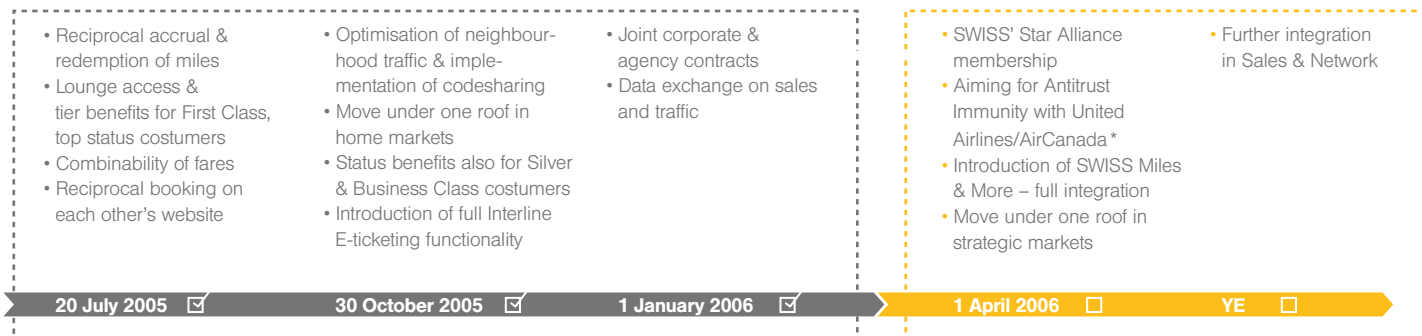 • Reciprocal accrual &
redemption of miles
• Lounge access &
tier benefits for First Class,
top status costumers
• Combinability of fares
• Reciprocal booking on
each other's website
• Optimisation of neighbour-
hood traffic & imple-
mentation of codesharing
• Move under one roof in
home markets
• Status benefits also for Silver
& Business Class costumers
• Introduction of full Interline
E-ticketing functionality
• Joint corporate &
agency contracts
• Data exchange on sales
and traffic
• SWISS' Star Alliance
membership
• Aiming for Antitrust
Immunity with United
Airlines/AirCanada *
• Introduction of SWISS Miles
& More – full integration
• Move under one roof in
strategic markets
• Further integration
in Sales & Network
20 July 2005 ☑
30 October 2005 ☑
1 January 2006 ☑
1 April 2006 ☐
YE ☐